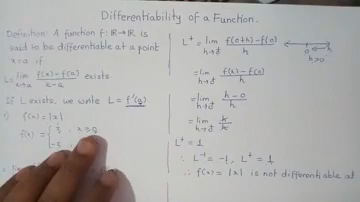 Differentiability of a Function.
Definition: A function f: ℝ→ℝ is
said to be differentiable at a point
x=a if
L=lim x→a f(x)-f(a)/x-a exists.
If L exists, we write L = f'(a)
1) f(x)=|x|
f(x) = {
L⁺ = lim h→0⁺ f(0+h)-f(0)/h
0 h
h>0
=lim h→0⁺ f(h)-f(0)/h
=lim h→0⁺ h-0/h
=lim h→0⁺ h/h
L⁺ = 1
∴ L⁻ = -1, L⁺ = 1
∴ f(x) = |x| is not differentiable at